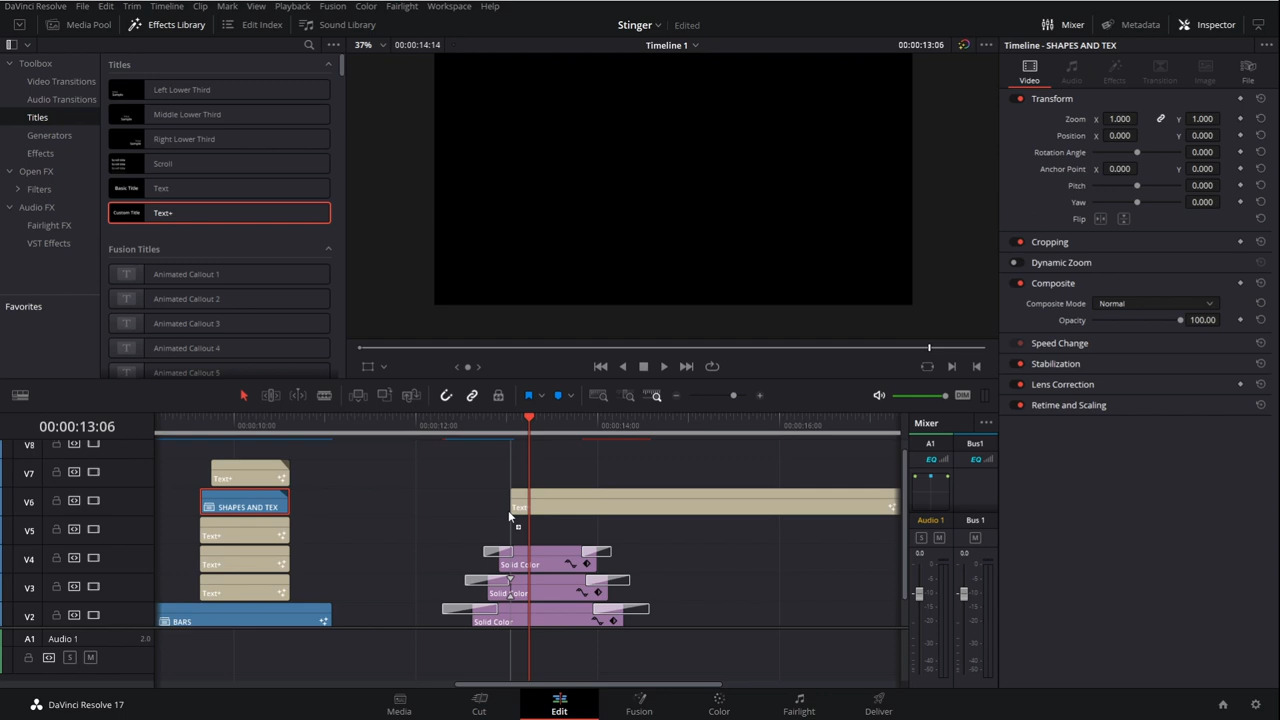 DaVinci Resolve File Edit Trim Timeline Clip Mark View Playback Fusion Color Fairlight Workspace Help
Media Pool Effects Library Edit Index Sound Library Stinger Edited Mixer Metadata Inspector
37% 00:00:14:14 Timeline 1 00:00:13:06 Timeline - SHAPES AND TEX
Toolbox
Video Transitions
Audio Transitions
Titles
Generators
Effects
Open FX
Filters
Audio FX
Fairlight FX
VST Effects
Favorites
Titles
Left Lower Third
Middle Lower Third
Right Lower Third
Scroll
Basic Title Text
Custom Title Text+
Fusion Titles
T Animated Callout 1
T Animated Callout 2
T Animated Callout 3
T Animated Callout 4
T Animated Callout 5
Video Audio Effects Transition Image File
Transform
Zoom X 1.000 Y 1.000
Position X 0.000 Y 0.000
Rotation Angle 0.000
Anchor Point X 0.000 Y 0.000
Pitch 0.000
Yaw 0.000
Flip
Cropping
Dynamic Zoom
Composite
Composite Mode Normal
Opacity 100.00
Speed Change
Stabilization
Lens Correction
Retime and Scaling
DIM
00:00:13:06
00:00:10:00 00:00:12:00 00:00:14:00 00:00:16:00
V8
V7 Text+
V6 SHAPES AND TEX Text
V5 Text+
V4 Text+ Solid Color
V3 Text+ Solid Color
V2 BARS Solid Color
A1 Audio 1 2.0
S M
Mixer
A1 Bus1
EQ EQ
Audio 1 Bus 1
S M M
0.0 0.0
DaVinci Resolve 17
Media Cut Edit Fusion Color Fairlight Deliver